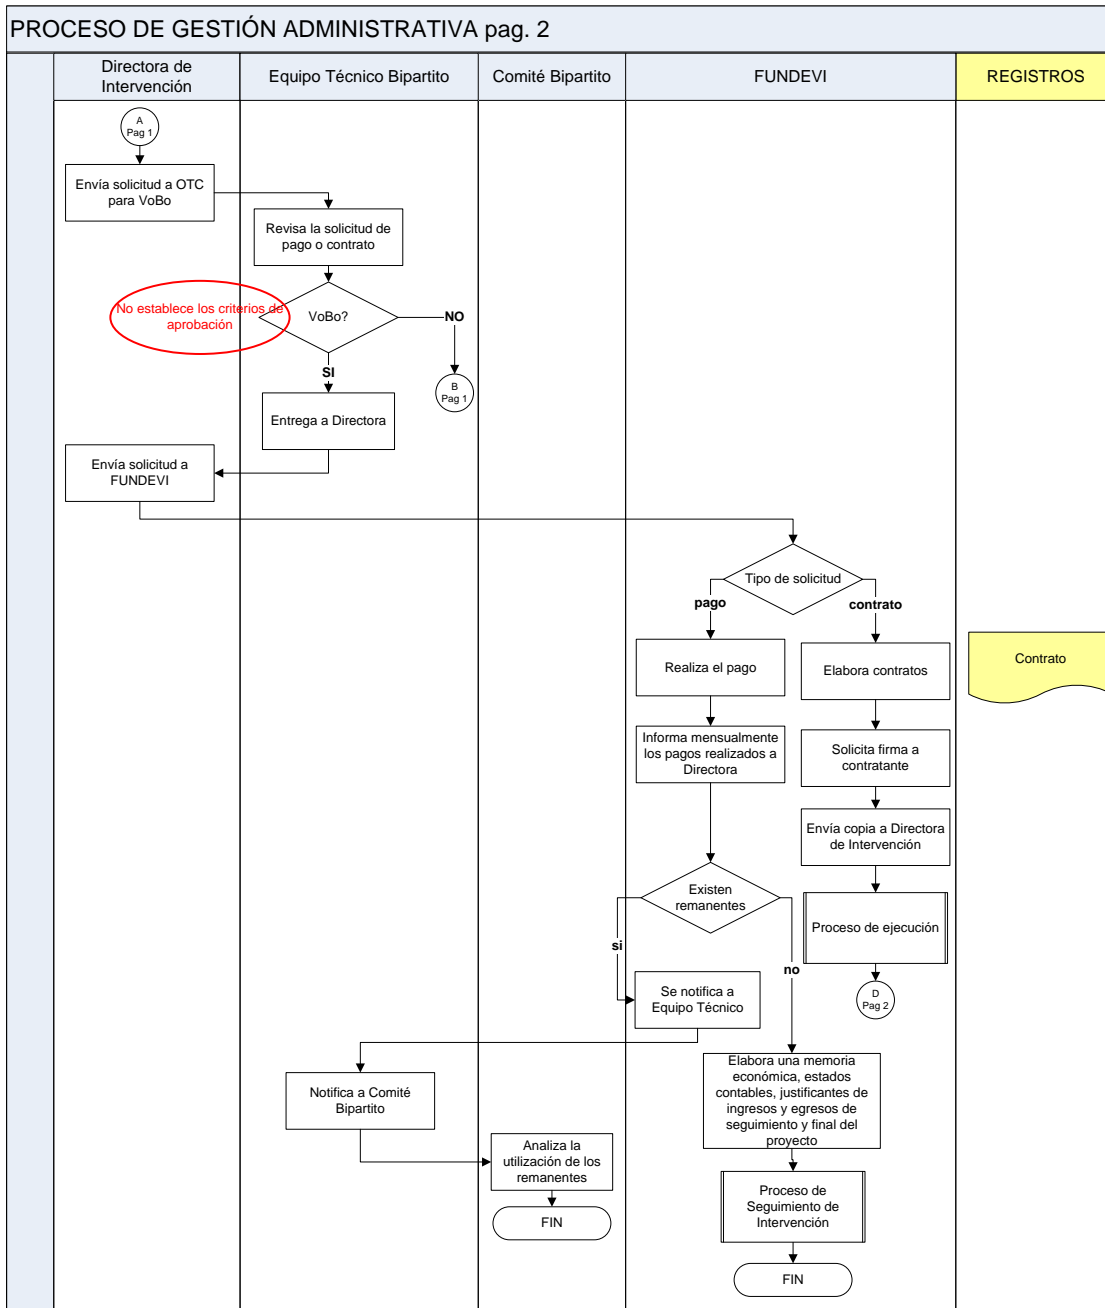 PROCESO DE GESTIÓN ADMINISTRATIVA pag. 2
Directora de
Intervención
Equipo Técnico Bipartito
Comité Bipartito
FUNDEVI
REGISTROS
A
Pag 1
Envía solicitud a OTC
para VoBo
Revisa la solicitud de
pago o contrato
No establece los criterios de
aprobación
VoBo?
NO
SI
B
Pag 1
Entrega a Directora
Envía solicitud a
FUNDEVI
Tipo de solicitud
pago
contrato
Realiza el pago
Elabora contratos
Contrato
Informa mensualmente
los pagos realizados a
Directora
Solicita firma a
contratante
Envía copia a Directora
de Intervención
Existen
remanentes
Proceso de ejecución
si
no
Se notifica a
Equipo Técnico
D
Pag 2
Notifica a Comité
Bipartito
Elabora una memoria
económica, estados
contables, justificantes de
ingresos y egresos de
seguimiento y final del
proyecto
Analiza la
utilización de los
remanentes
Proceso de
Seguimiento de
Intervención
FIN
FIN